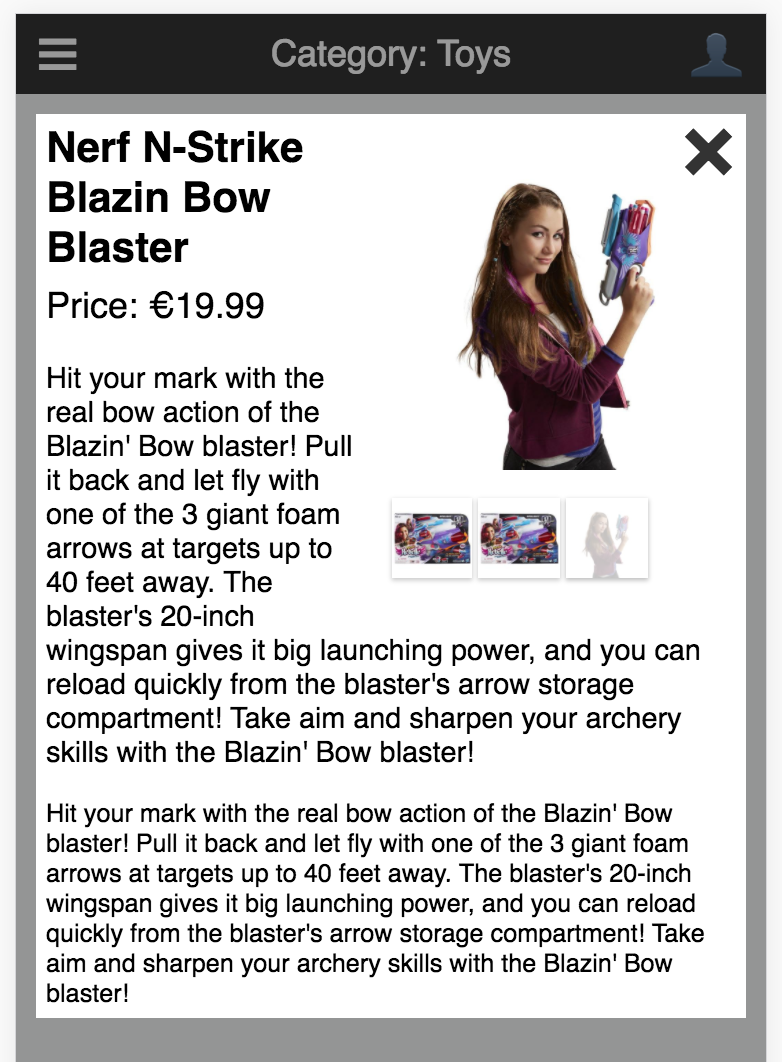 Category: Toys
Nerf N-Strike
Blazin Bow
Blaster
Price: €19.99
Hit your mark with the
real bow action of the
Blazin' Bow blaster! Pull
it back and let fly with
one of the 3 giant foam
arrows at targets up to
40 feet away. The
blaster's 20-inch
wingspan gives it big launching power, and you can
reload quickly from the blaster's arrow storage
compartment! Take aim and sharpen your archery
skills with the Blazin' Bow blaster!
Hit your mark with the real bow action of the Blazin' Bow
blaster! Pull it back and let fly with one of the 3 giant foam
arrows at targets up to 40 feet away. The blaster's 20-inch
wingspan gives it big launching power, and you can reload
quickly from the blaster's arrow storage compartment! Take
aim and sharpen your archery skills with the Blazin' Bow
blaster!